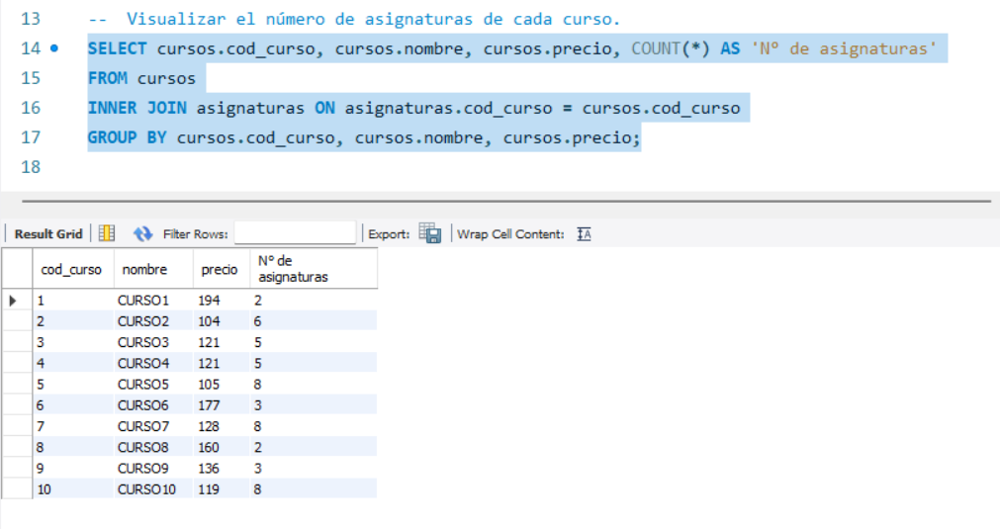 13 -- Visualizar el número de asignaturas de cada curso.
14 SELECT cursos.cod_curso, cursos.nombre, cursos.precio, COUNT(*) AS 'Nº de asignaturas'
15 FROM cursos
16 INNER JOIN asignaturas ON asignaturas.cod_curso = cursos.cod_curso
17 GROUP BY cursos.cod_curso, cursos.nombre, cursos.precio;
18
Result Grid Filter Rows: Export: Wrap Cell Content: IA
cod_curso nombre precio Nº de
asignaturas
1 CURSO1 194 2
2 CURSO2 104 6
3 CURSO3 121 5
4 CURSO4 121 5
5 CURSO5 105 8
6 CURSO6 177 3
7 CURSO7 128 8
8 CURSO8 160 2
9 CURSO9 136 3
10 CURSO10 119 8